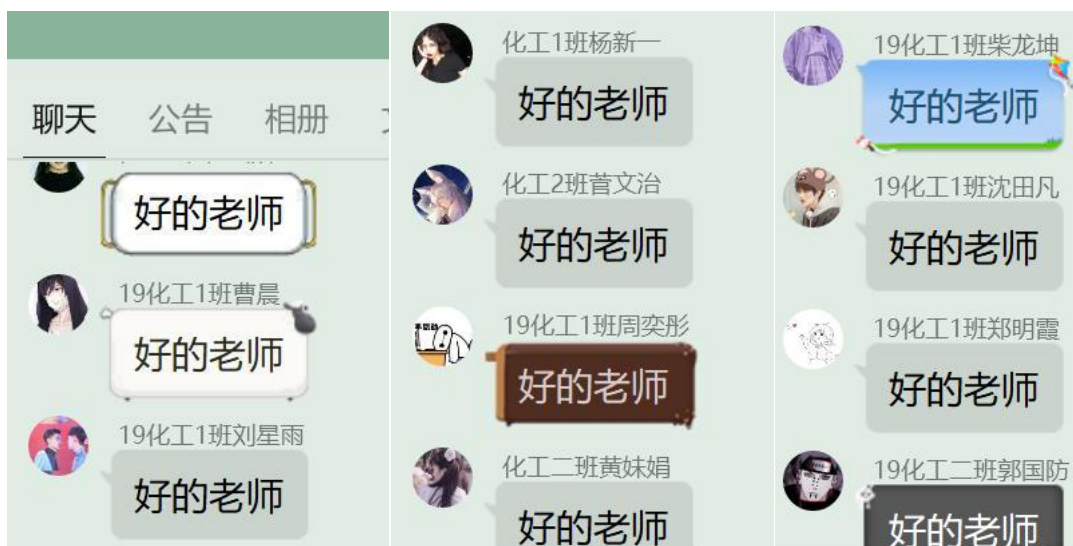 聊天 公告 相册
好的老师
19化工1班曹晨
好的老师
19化工1班刘星雨
好的老师
化工1班杨新一
好的老师
化工2班菅文治
好的老师
19化工1班周奕彤
好的老师
化工二班黄妹娟
好的老师
19化工1班柴龙坤
好的老师
19化工1班沈田凡
好的老师
19化工1班郑明霞
好的老师
19化工二班郭国防
好的老师